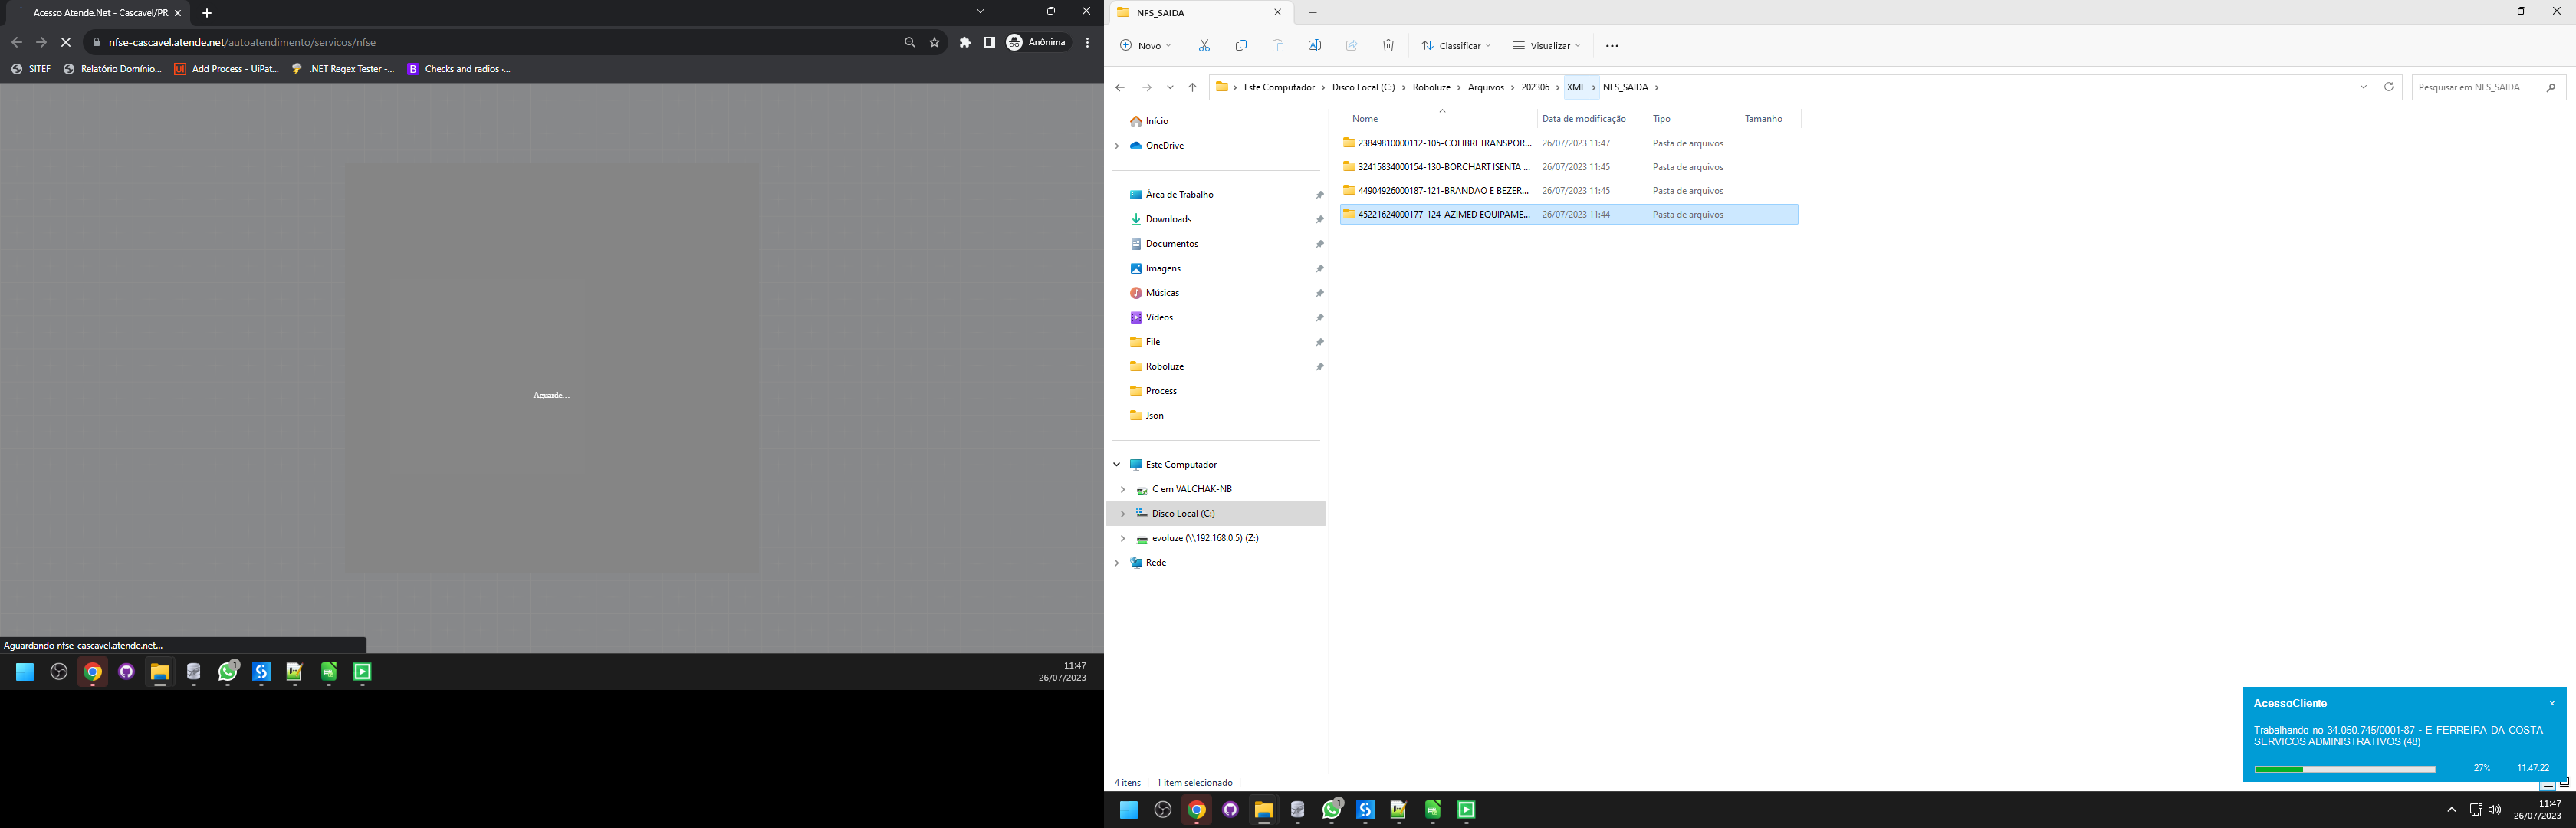 Acesso Atende.Net - Cascavel/PR
nfse-cascavel.atende.net/autoatendimento/servicos/nfse
Anônima
SITEF
Relatório Domínio...
Add Process - UiPat...
.NET Regex Tester -...
Checks and radios ·...
Aguarde...
Aguardando nfse-cascavel.atende.net...
1
11:47
26/07/2023
NFS_SAIDA
Novo
Classificar
Visualizar
Este Computador
Disco Local (C:)
Roboluze
Arquivos
202306
XML
NFS_SAIDA
Pesquisar em NFS_SAIDA
Início
OneDrive
Área de Trabalho
Downloads
Documentos
Imagens
Músicas
Vídeos
File
Roboluze
Process
Json
Este Computador
C em VALCHAK-NB
Disco Local (C:)
evoluze (\\192.168.0.5) (Z:)
Rede
Nome Data de modificação Tipo Tamanho
23849810000112-105-COLIBRI TRANSPOR... 26/07/2023 11:47 Pasta de arquivos
32415834000154-130-BORCHART ISENTA ... 26/07/2023 11:45 Pasta de arquivos
44904926000187-121-BRANDAO E BEZER... 26/07/2023 11:45 Pasta de arquivos
45221624000177-124-AZIMED EQUIPAME... 26/07/2023 11:44 Pasta de arquivos
4 itens 1 item selecionado
AcessoCliente
Trabalhando no 34.050.745/0001-87 - E FERREIRA DA COSTA
SERVICOS ADMINISTRATIVOS (48)
27% 11:47:22
1
11:47
26/07/2023